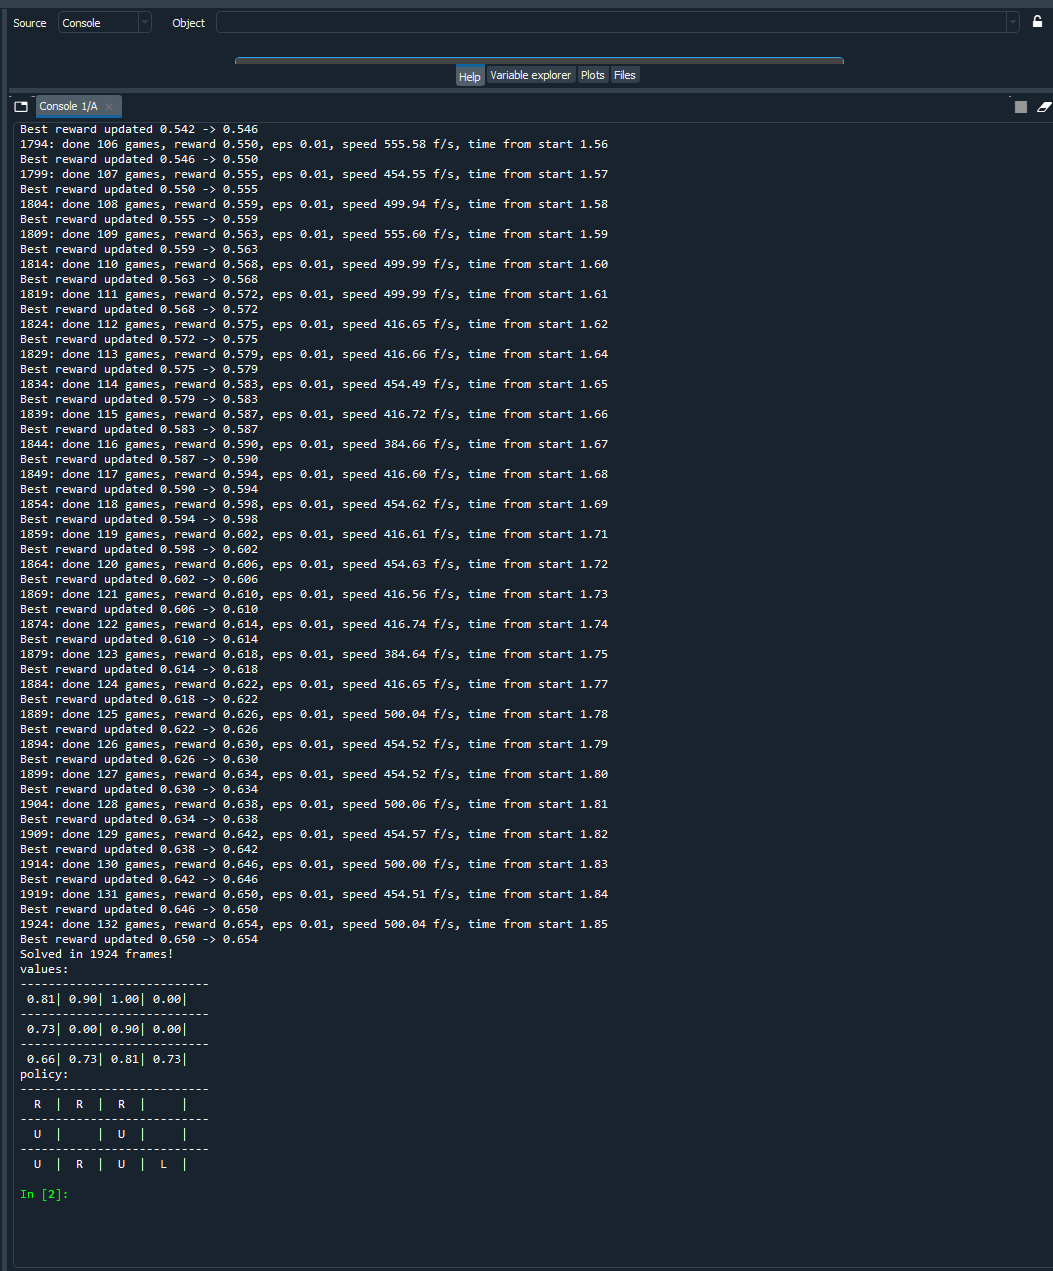 Source Console Object
Help Variable explorer Plots Files
Console 1/A ×
Best reward updated 0.542 -> 0.546
1794: done 106 games, reward 0.550, eps 0.01, speed 555.58 f/s, time from start 1.56
Best reward updated 0.546 -> 0.550
1799: done 107 games, reward 0.555, eps 0.01, speed 454.55 f/s, time from start 1.57
Best reward updated 0.550 -> 0.555
1804: done 108 games, reward 0.559, eps 0.01, speed 499.94 f/s, time from start 1.58
Best reward updated 0.555 -> 0.559
1809: done 109 games, reward 0.563, eps 0.01, speed 555.60 f/s, time from start 1.59
Best reward updated 0.559 -> 0.563
1814: done 110 games, reward 0.568, eps 0.01, speed 499.99 f/s, time from start 1.60
Best reward updated 0.563 -> 0.568
1819: done 111 games, reward 0.572, eps 0.01, speed 499.99 f/s, time from start 1.61
Best reward updated 0.568 -> 0.572
1824: done 112 games, reward 0.575, eps 0.01, speed 416.65 f/s, time from start 1.62
Best reward updated 0.572 -> 0.575
1829: done 113 games, reward 0.579, eps 0.01, speed 416.66 f/s, time from start 1.64
Best reward updated 0.575 -> 0.579
1834: done 114 games, reward 0.583, eps 0.01, speed 454.49 f/s, time from start 1.65
Best reward updated 0.579 -> 0.583
1839: done 115 games, reward 0.587, eps 0.01, speed 416.72 f/s, time from start 1.66
Best reward updated 0.583 -> 0.587
1844: done 116 games, reward 0.590, eps 0.01, speed 384.66 f/s, time from start 1.67
Best reward updated 0.587 -> 0.590
1849: done 117 games, reward 0.594, eps 0.01, speed 416.60 f/s, time from start 1.68
Best reward updated 0.590 -> 0.594
1854: done 118 games, reward 0.598, eps 0.01, speed 454.62 f/s, time from start 1.69
Best reward updated 0.594 -> 0.598
1859: done 119 games, reward 0.602, eps 0.01, speed 416.61 f/s, time from start 1.71
Best reward updated 0.598 -> 0.602
1864: done 120 games, reward 0.606, eps 0.01, speed 454.63 f/s, time from start 1.72
Best reward updated 0.602 -> 0.606
1869: done 121 games, reward 0.610, eps 0.01, speed 416.56 f/s, time from start 1.73
Best reward updated 0.606 -> 0.610
1874: done 122 games, reward 0.614, eps 0.01, speed 416.74 f/s, time from start 1.74
Best reward updated 0.610 -> 0.614
1879: done 123 games, reward 0.618, eps 0.01, speed 384.64 f/s, time from start 1.75
Best reward updated 0.614 -> 0.618
1884: done 124 games, reward 0.622, eps 0.01, speed 416.65 f/s, time from start 1.77
Best reward updated 0.618 -> 0.622
1889: done 125 games, reward 0.626, eps 0.01, speed 500.04 f/s, time from start 1.78
Best reward updated 0.622 -> 0.626
1894: done 126 games, reward 0.630, eps 0.01, speed 454.52 f/s, time from start 1.79
Best reward updated 0.626 -> 0.630
1899: done 127 games, reward 0.634, eps 0.01, speed 454.52 f/s, time from start 1.80
Best reward updated 0.630 -> 0.634
1904: done 128 games, reward 0.638, eps 0.01, speed 500.06 f/s, time from start 1.81
Best reward updated 0.634 -> 0.638
1909: done 129 games, reward 0.642, eps 0.01, speed 454.57 f/s, time from start 1.82
Best reward updated 0.638 -> 0.642
1914: done 130 games, reward 0.646, eps 0.01, speed 500.00 f/s, time from start 1.83
Best reward updated 0.642 -> 0.646
1919: done 131 games, reward 0.650, eps 0.01, speed 454.51 f/s, time from start 1.84
Best reward updated 0.646 -> 0.650
1924: done 132 games, reward 0.654, eps 0.01, speed 500.04 f/s, time from start 1.85
Best reward updated 0.650 -> 0.654
Solved in 1924 frames!
values:
---------------------------
 0.81| 0.90| 1.00| 0.00|
---------------------------
 0.73| 0.00| 0.90| 0.00|
---------------------------
 0.66| 0.73| 0.81| 0.73|
policy:
---------------------------
  R  |  R  |  R  |     |
---------------------------
  U  |     |  U  |     |
---------------------------
  U  |  R  |  U  |  L  |
In [2]: